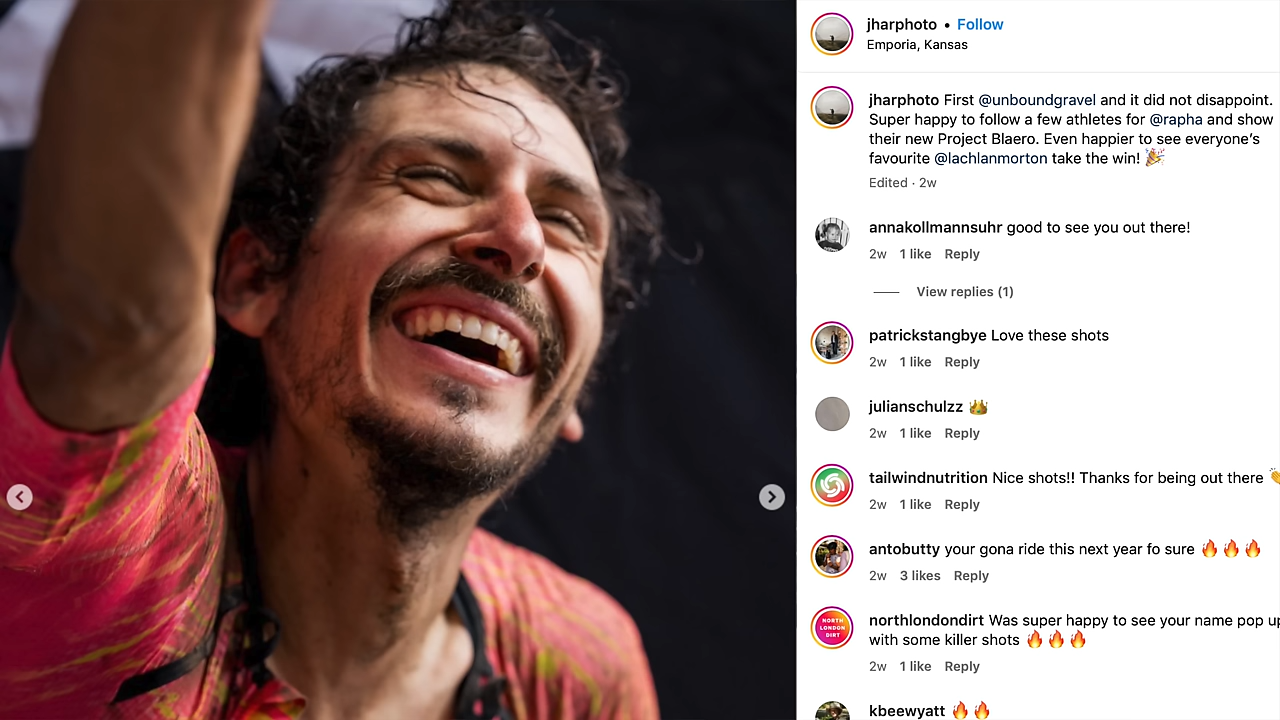 jharphoto • Follow
Emporia, Kansas
jharphoto First @unboundgravel and it did not disappoint.
Super happy to follow a few athletes for @rapha and show
their new Project Blaero. Even happier to see everyone’s
favourite @lachlanmorton take the win! 🎉
Edited · 2w
annakollmannsuhr good to see you out there!
2w 1 like Reply
View replies (1)
patrickstangbye Love these shots
2w 1 like Reply
julianschulzz 👑
2w 1 like Reply
tailwindnutrition Nice shots!! Thanks for being out there 👏
2w 1 like Reply
antobutty your gona ride this next year fo sure 🔥🔥🔥
2w 3 likes Reply
NORTH
LONDON
DIRT
northlondondirt Was super happy to see your name pop up
with some killer shots 🔥🔥🔥
2w 1 like Reply
kbeewyatt 🔥🔥